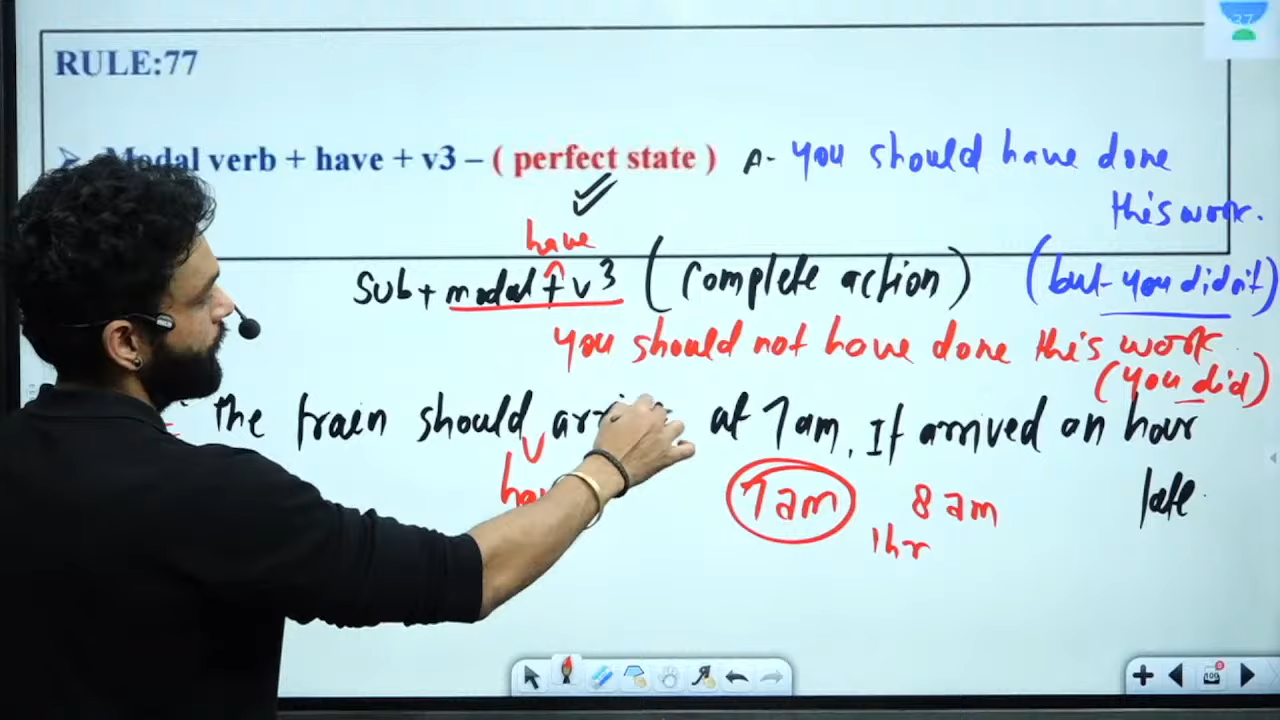 37
RULE:77
Modal verb + have + v3 – ( perfect state ) A- you should have done
this work.
have
Sub + modal + v3 ( complete action ) (but you didn't)
you should not have done this work
(you did)
the train should at 7am. It arrived an hour
late.
7am 8 am
1hr